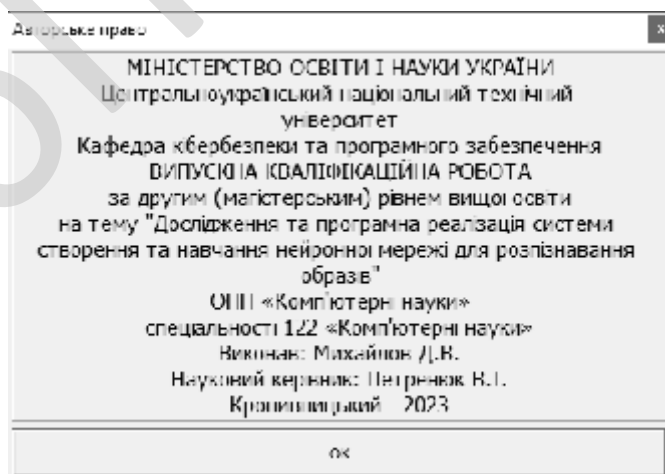 Авторське право
x
МІНІСТЕРСТВО ОСВІТИ І НАУКИ УКРАЇНИ
Центральноукраїнський національний технічний
університет
Кафедра кібербезпеки та програмного забезпечення
ВИПУСКНА КВАЛІФІКАЦІЙНА РОБОТА
за другим (магістерським) рівнем вищої освіти
на тему "Дослідження та програмна реалізація системи
створення та навчання нейронної мережі для розпізнавання
образів"
ОПП «Комп'ютерні науки»
спеціальності 122 «Комп'ютерні науки»
Виконав: Михайлов Д.В.
Науковий керівник: Петренюк В.І.
Кропивницький 2023
ок